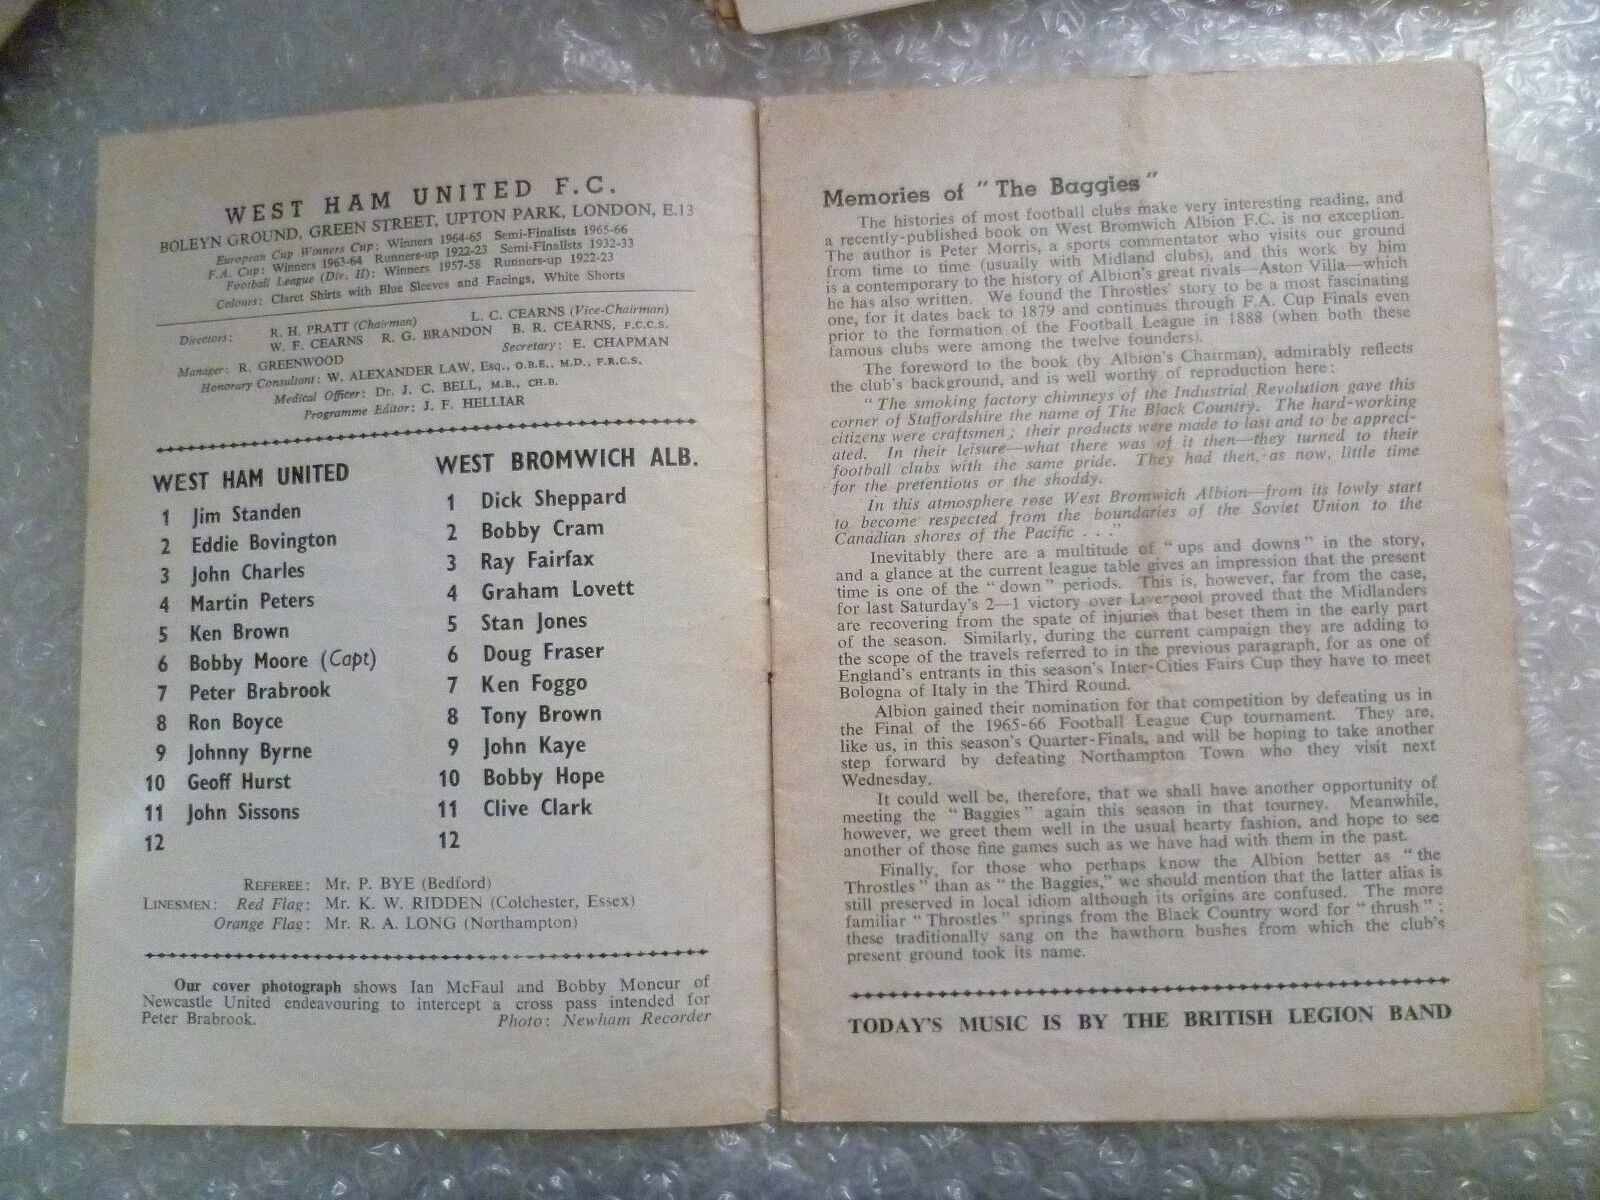 WEST HAM UNITED F.C.
BOLEYN GROUND, GREEN STREET, UPTON PARK, LONDON, E.13
European Cup Winners Cup: Winners 1964-65 Semi-Finalists 1965-66
F.A. Cup: Winners 1963-64 Runners-up 1922-23 Semi-Finalists 1932-33
Football League (Div. II): Winners 1957-58 Runners-up 1922-23
Colours: Claret Shirts with Blue Sleeves and Facings, White Shorts
Directors: R. H. PRATT (Chairman) L. C. CEARNS (Vice-Chairman)
W. F. CEARNS R. G. BRANDON B. R. CEARNS, F.C.C.S.
Manager: R. GREENWOOD Secretary: E. CHAPMAN
Honorary Consultant: W. ALEXANDER LAW, Esq., O.B.E., M.D., F.R.C.S.
Medical Officer: Dr. J. C. BELL, M.B., CH.B.
Programme Editor: J. F. HELLIAR
WEST HAM UNITED
1 Jim Standen
2 Eddie Bovington
3 John Charles
4 Martin Peters
5 Ken Brown
6 Bobby Moore (Capt)
7 Peter Brabrook
8 Ron Boyce
9 Johnny Byrne
10 Geoff Hurst
11 John Sissons
12
WEST BROMWICH ALB.
1 Dick Sheppard
2 Bobby Cram
3 Ray Fairfax
4 Graham Lovett
5 Stan Jones
6 Doug Fraser
7 Ken Foggo
8 Tony Brown
9 John Kaye
10 Bobby Hope
11 Clive Clark
12
REFEREE: Mr. P. BYE (Bedford)
LINESMEN: Red Flag: Mr. K. W. RIDDEN (Colchester, Essex)
Orange Flag: Mr. R. A. LONG (Northampton)
Our cover photograph shows Ian McFaul and Bobby Moncur of
Newcastle United endeavouring to intercept a cross pass intended for
Peter Brabrook. Photo: Newham Recorder
Memories of "The Baggies"
The histories of most football clubs make very interesting reading, and
a recently-published book on West Bromwich Albion F.C. is no exception.
The author is Peter Morris, a sports commentator who visits our ground
from time to time (usually with Midland clubs), and this work by him
is a contemporary to the history of Albion's great rivals—Aston Villa—which
he has also written. We found the Throstles' story to be a most fascinating
one, for it dates back to 1879 and continues through F.A. Cup Finals even
prior to the formation of the Football League in 1888 (when both these
famous clubs were among the twelve founders).
The foreword to the book (by Albion's Chairman), admirably reflects
the club's background, and is well worthy of reproduction here:
"The smoking factory chimneys of the Industrial Revolution gave this
corner of Staffordshire the name of The Black Country. The hard-working
citizens were craftsmen; their products were made to last and to be appreci-
ated. In their leisure—what there was of it then—they turned to their
football clubs with the same pride. They had then, as now, little time
for the pretentious or the shoddy.
In this atmosphere rose West Bromwich Albion—from its lowly start
to become respected from the boundaries of the Soviet Union to the
Canadian shores of the Pacific . . ."
Inevitably there are a multitude of "ups and downs" in the story,
and a glance at the current league table gives an impression that the present
time is one of the "down" periods. This is, however, far from the case,
for last Saturday's 2—1 victory over Liverpool proved that the Midlanders
are recovering from the spate of injuries that beset them in the early part
of the season. Similarly, during the current campaign they are adding to
the scope of the travels referred to in the previous paragraph, for as one of
England's entrants in this season's Inter-Cities Fairs Cup they have to meet
Bologna of Italy in the Third Round.
Albion gained their nomination for that competition by defeating us in
the Final of the 1965-66 Football League Cup tournament. They are,
like us, in this season's Quarter-Finals, and will be hoping to take another
step forward by defeating Northampton Town who they visit next
Wednesday.
It could well be, therefore, that we shall have another opportunity of
meeting the "Baggies" again this season in that tourney. Meanwhile,
however, we greet them well in the usual hearty fashion, and hope to see
another of those fine games such as we have had with them in the past.
Finally, for those who perhaps know the Albion better as "the
Throstles" than as "the Baggies," we should mention that the latter alias is
still preserved in local idiom although its origins are confused. The more
familiar "Throstles" springs from the Black Country word for "thrush";
these traditionally sang on the hawthorn bushes from which the club's
present ground took its name.
TODAY'S MUSIC IS BY THE BRITISH LEGION BAND